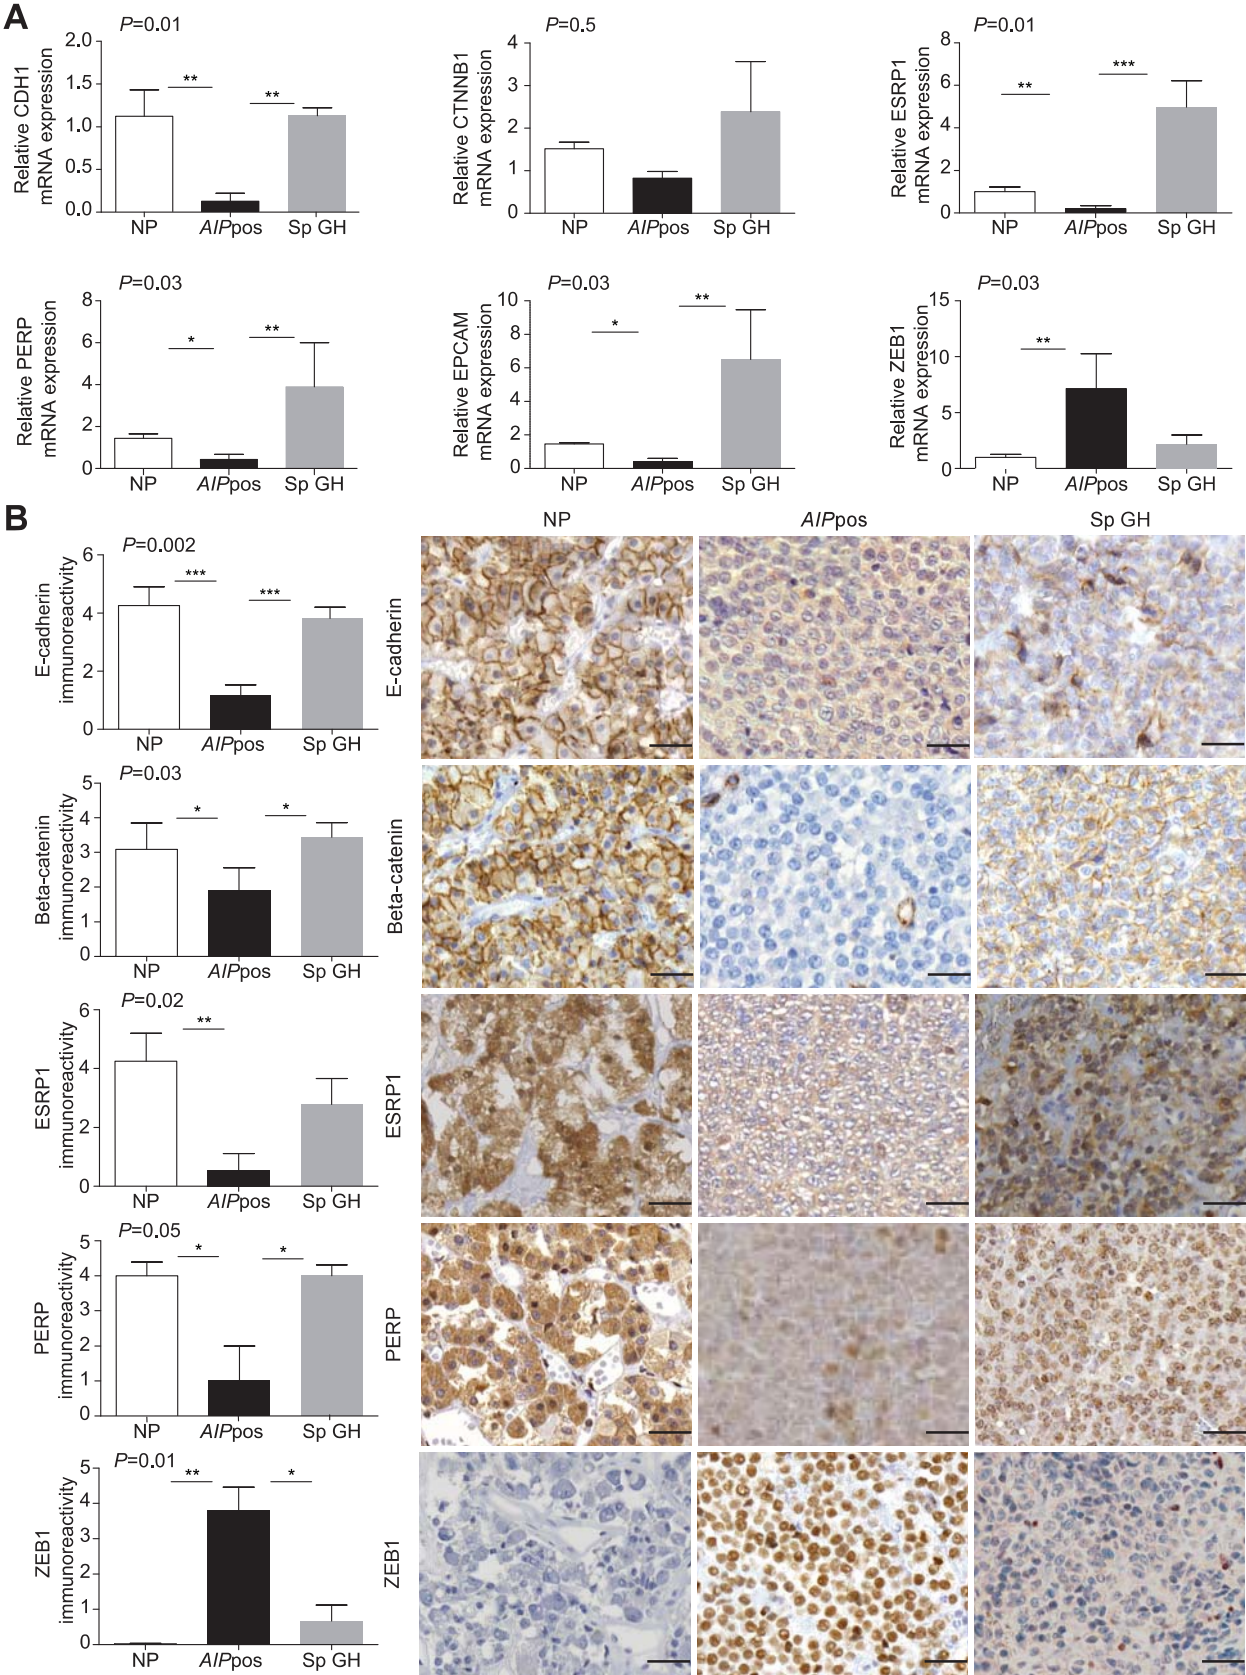 A
P=0.01
Relative CDH1
mRNA expression
2.0
1.5
1.0
0.5
0.0
**
**
NP
AIPpos
Sp GH
P=0.5
Relative CTNNB1
mRNA expression
4
3
2
1
0
NP
AIPpos
Sp GH
P=0.01
Relative ESRP1
mRNA expression
8
6
4
2
0
**
***
NP
AIPpos
Sp GH
P=0.03
Relative PERP
mRNA expression
8
6
4
2
0
*
**
NP
AIPpos
Sp GH
P=0.03
Relative EPCAM
mRNA expression
10
8
6
4
2
0
*
**
NP
AIPpos
Sp GH
P=0.03
Relative ZEB1
mRNA expression
15
10
5
0
**
NP
AIPpos
Sp GH
B
NP
AIPpos
Sp GH
P=0.002
E-cadherin
immunoreactivity
6
4
2
0
***
***
NP
AIPpos
Sp GH
E-cadherin
P=0.03
Beta-catenin
immunoreactivity
5
4
3
2
1
0
*
*
NP
AIPpos
Sp GH
Beta-catenin
P=0.02
ESRP1
immunoreactivity
6
4
2
0
**
NP
AIPpos
Sp GH
ESRP1
P=0.05
PERP
immunoreactivity
5
4
3
2
1
0
*
*
NP
AIPpos
Sp GH
PERP
P=0.01
ZEB1
immunoreactivity
5
4
3
2
1
0
**
*
NP
AIPpos
Sp GH
ZEB1